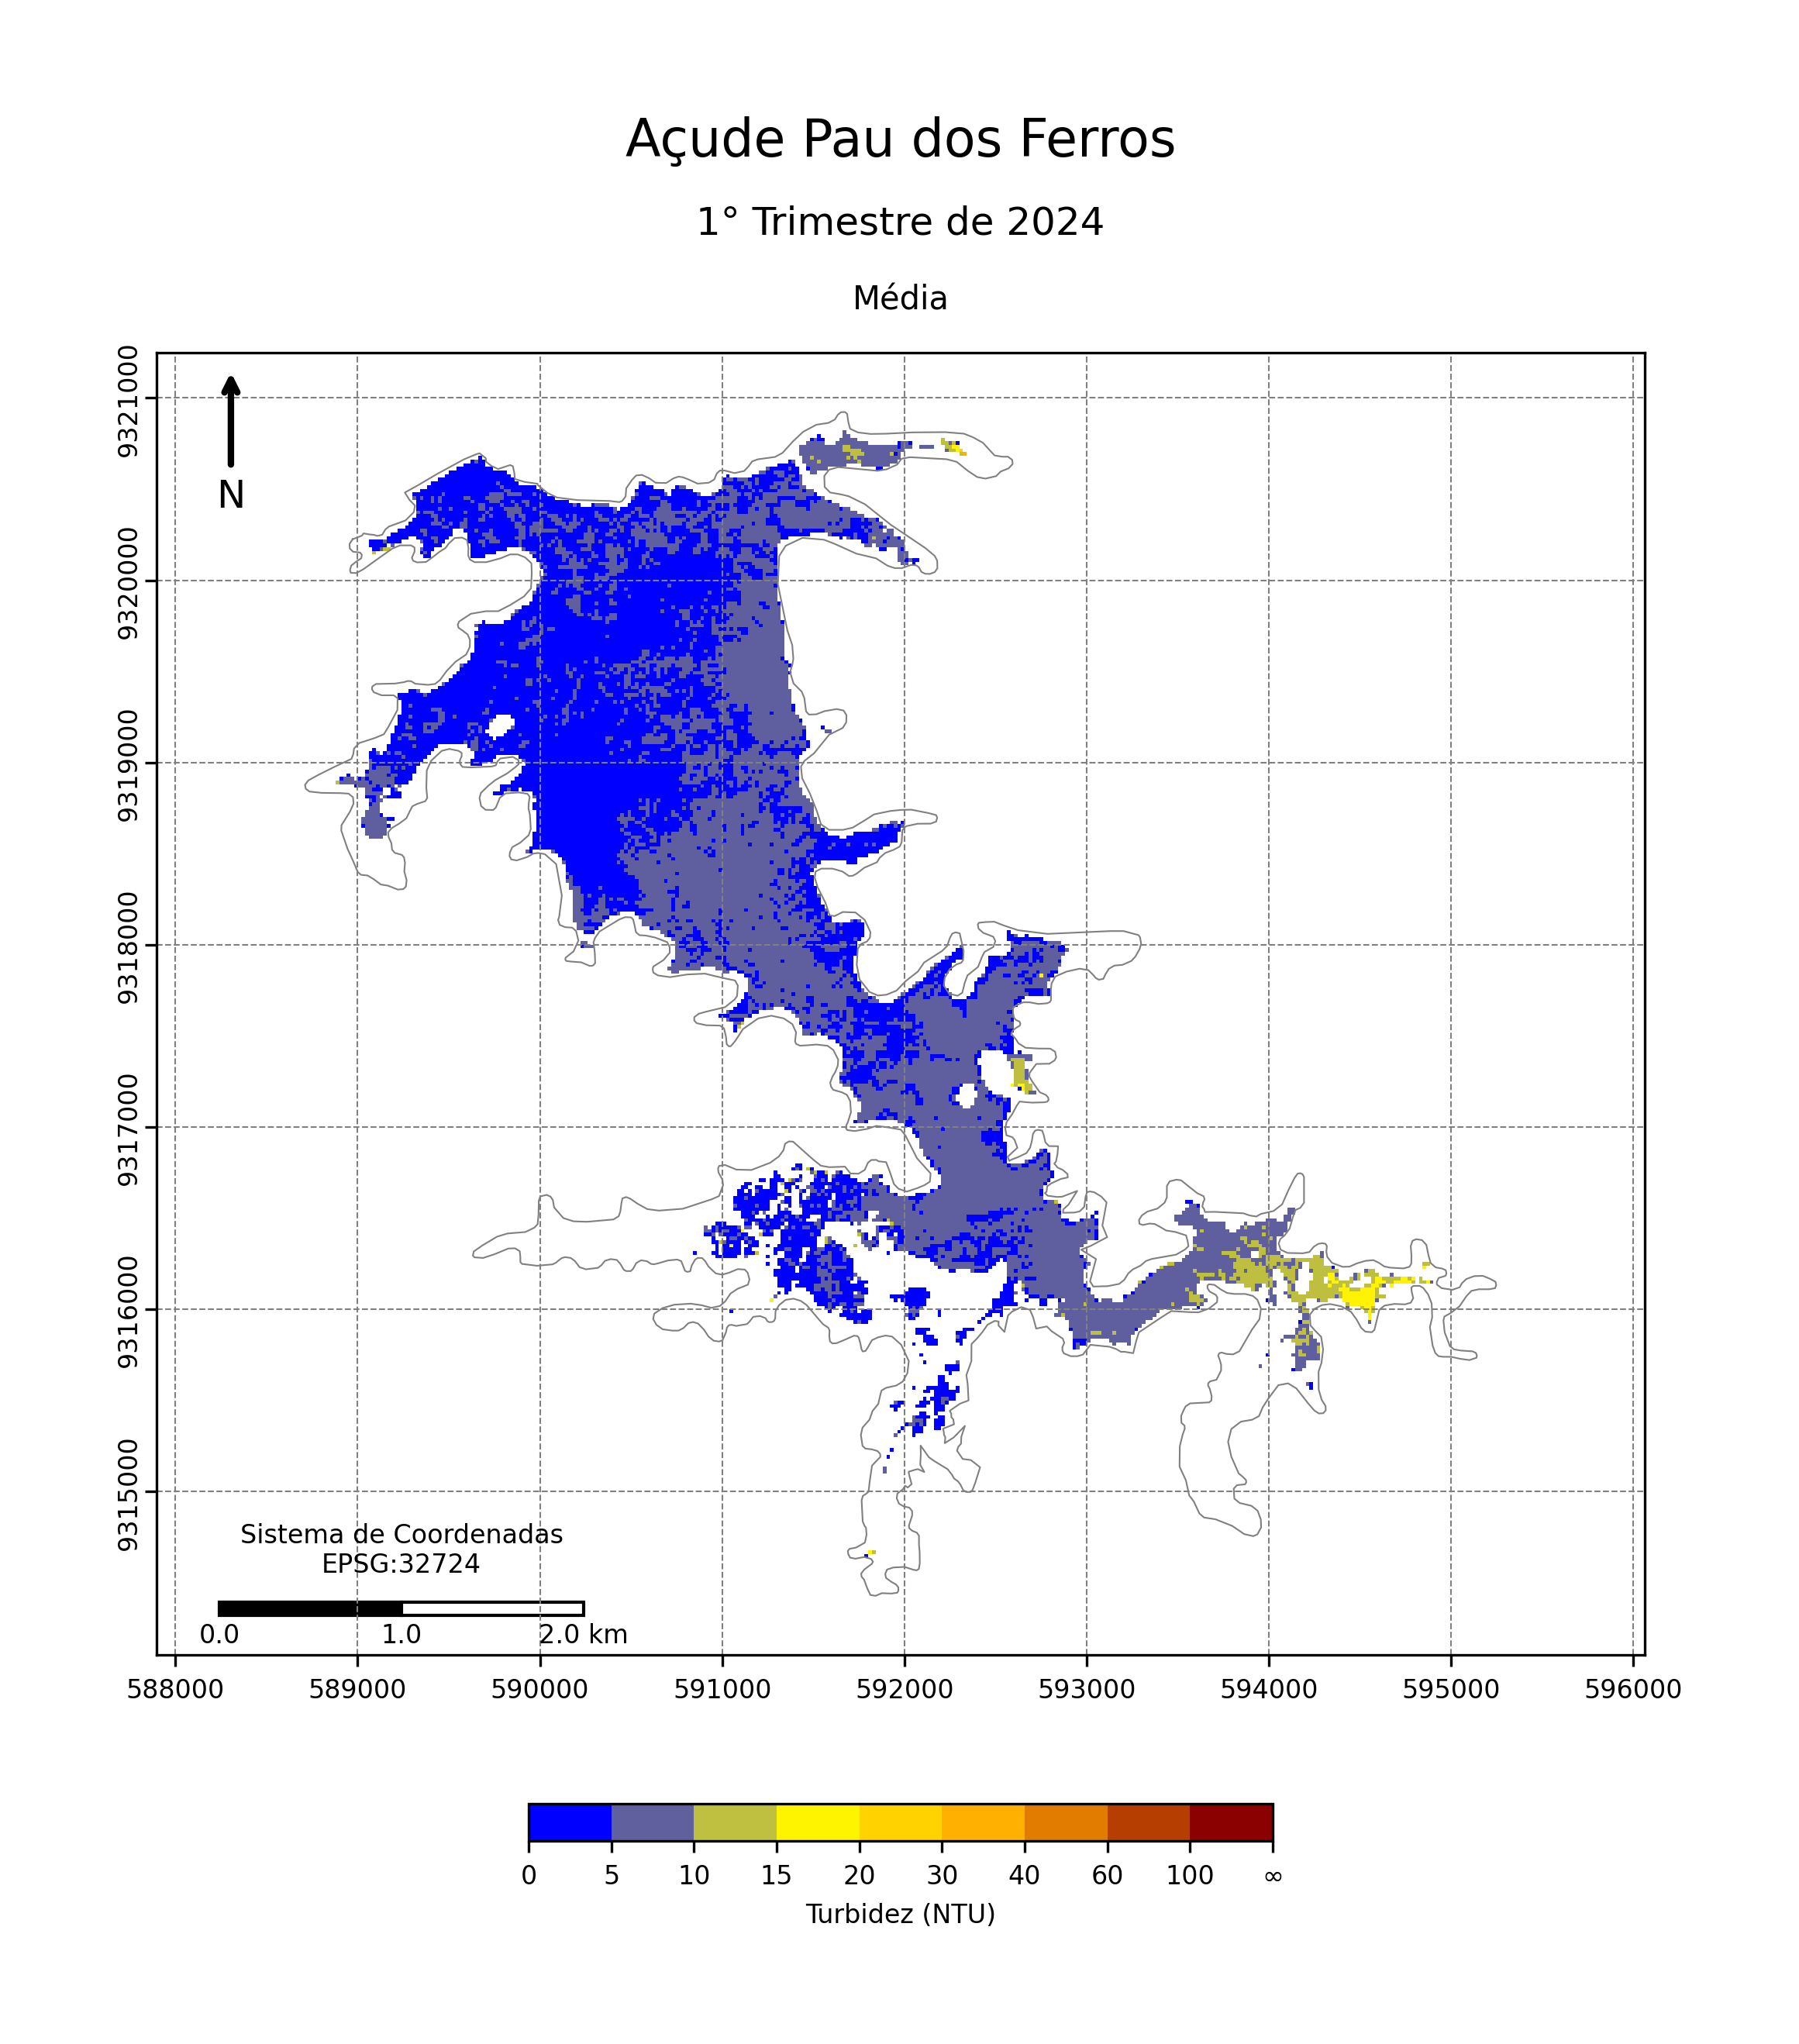 Açude Pau dos Ferros
1° Trimestre de 2024
Média
9321000
9320000
9319000
9318000
9317000
9316000
9315000
N
Sistema de Coordenadas
EPSG:32724
0.0 1.0 2.0 km
588000 589000 590000 591000 592000 593000 594000 595000 596000
0 5 10 15 20 30 40 60 100 ∞
Turbidez (NTU)